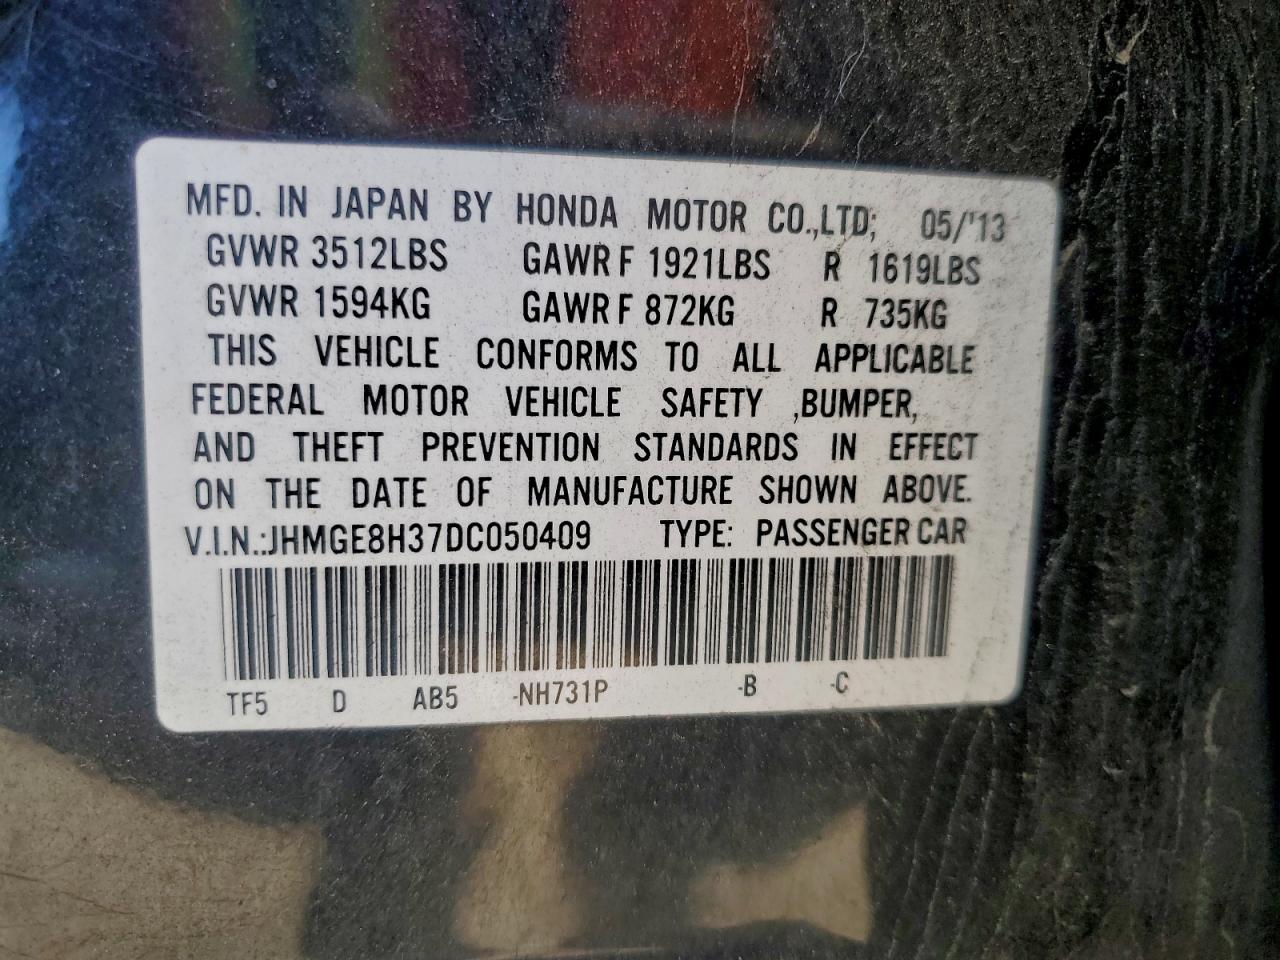 MFD. IN JAPAN BY HONDA MOTOR CO.,LTD; 05/'13
GVWR 3512LBS GAWR F 1921LBS R 1619LBS
GVWR 1594KG GAWR F 872KG R 735KG
THIS VEHICLE CONFORMS TO ALL APPLICABLE
FEDERAL MOTOR VEHICLE SAFETY ,BUMPER,
AND THEFT PREVENTION STANDARDS IN EFFECT
ON THE DATE OF MANUFACTURE SHOWN ABOVE.
V.I.N.:JHMGE8H37DC050409 TYPE: PASSENGER CAR
TF5 D AB5 -NH731P -B -C